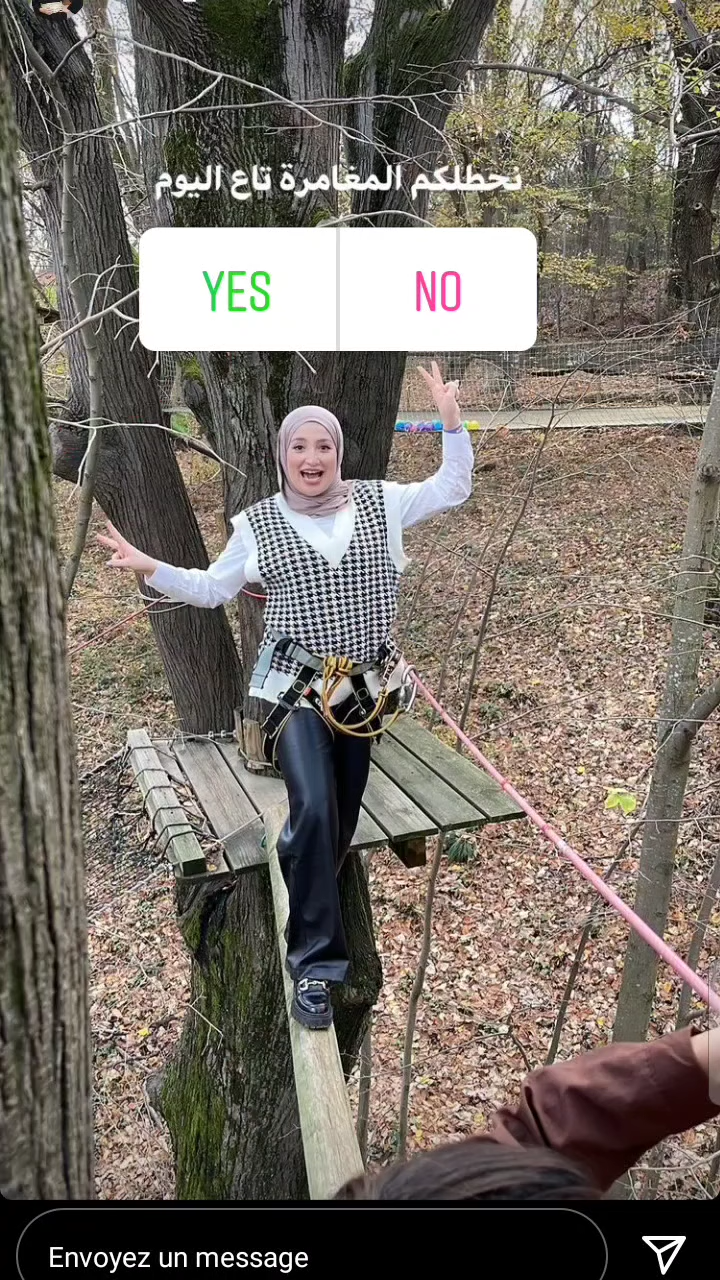 نحطلكم المغامرة تاع اليوم
YES
NO
Envoyez un message